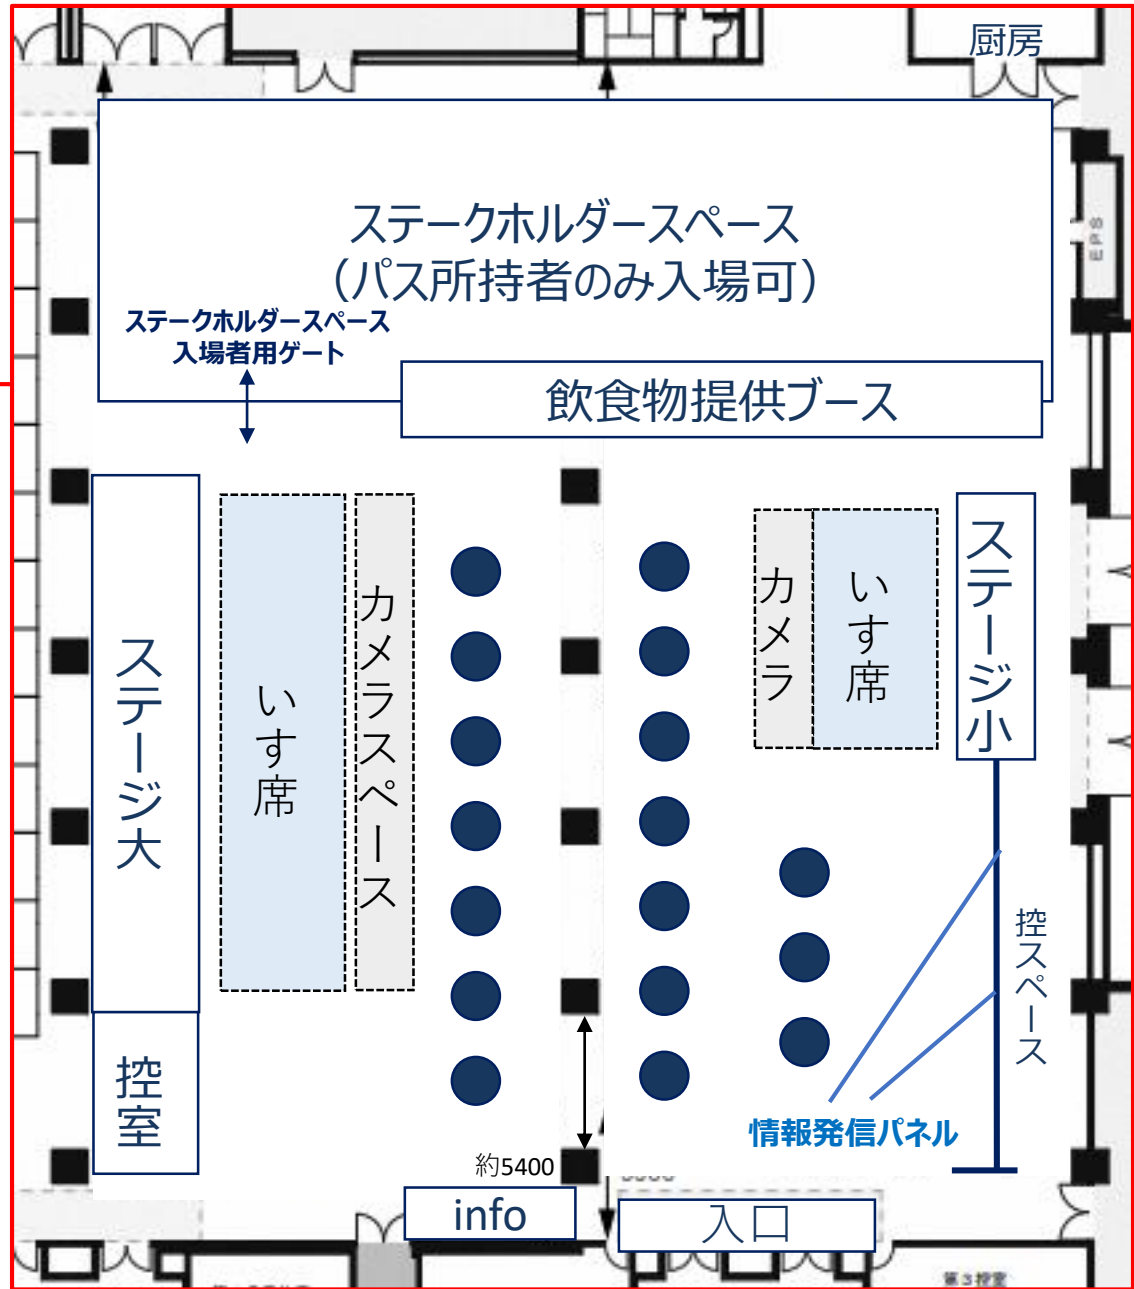 厨房
ステークホルダースペース
（パス所持者のみ入場可）
EPS
ステークホルダースペース
入場者用ゲート
飲食物提供ブース
ステージ大
いす席
カメラスペース
カメラ
いす席
ステージ小
控スペース
控室
情報発信パネル
約5400
info
入口
第3控室